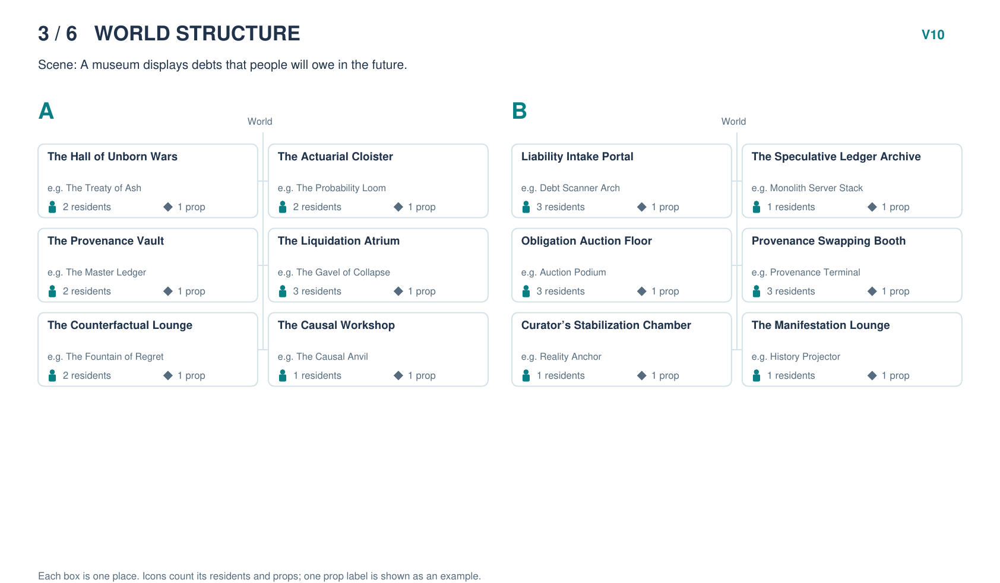 3 / 6 WORLD STRUCTURE
V10
Scene: A museum displays debts that people will owe in the future.
A
World
The Hall of Unborn Wars
e.g. The Treaty of Ash
2 residents
1 prop
The Actuarial Cloister
e.g. The Probability Loom
2 residents
1 prop
The Provenance Vault
e.g. The Master Ledger
2 residents
1 prop
The Liquidation Atrium
e.g. The Gavel of Collapse
3 residents
1 prop
The Counterfactual Lounge
e.g. The Fountain of Regret
2 residents
1 prop
The Causal Workshop
e.g. The Causal Anvil
1 residents
1 prop
B
World
Liability Intake Portal
e.g. Debt Scanner Arch
3 residents
1 prop
The Speculative Ledger Archive
e.g. Monolith Server Stack
1 residents
1 prop
Obligation Auction Floor
e.g. Auction Podium
3 residents
1 prop
Provenance Swapping Booth
e.g. Provenance Terminal
3 residents
1 prop
Curator’s Stabilization Chamber
e.g. Reality Anchor
1 residents
1 prop
The Manifestation Lounge
e.g. History Projector
1 residents
1 prop
Each box is one place. Icons count its residents and props; one prop label is shown as an example.